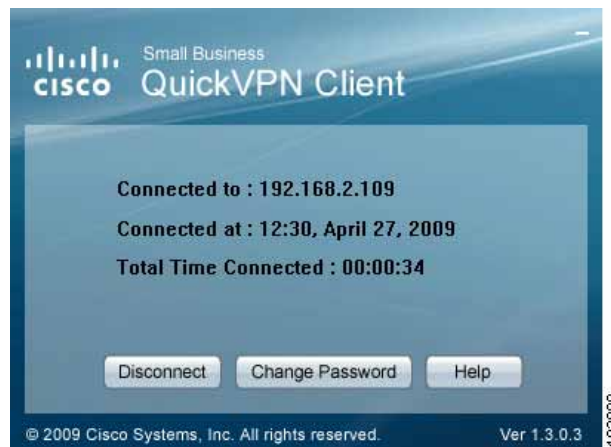 Small Business
CISCO QuickVPN Client
Connected to : 192.168.2.109
Connected at : 12:30, April 27, 2009
Total Time Connected : 00:00:34
Disconnect Change Password Help
© 2009 Cisco Systems, Inc. All rights reserved. Ver 1.3.0.3